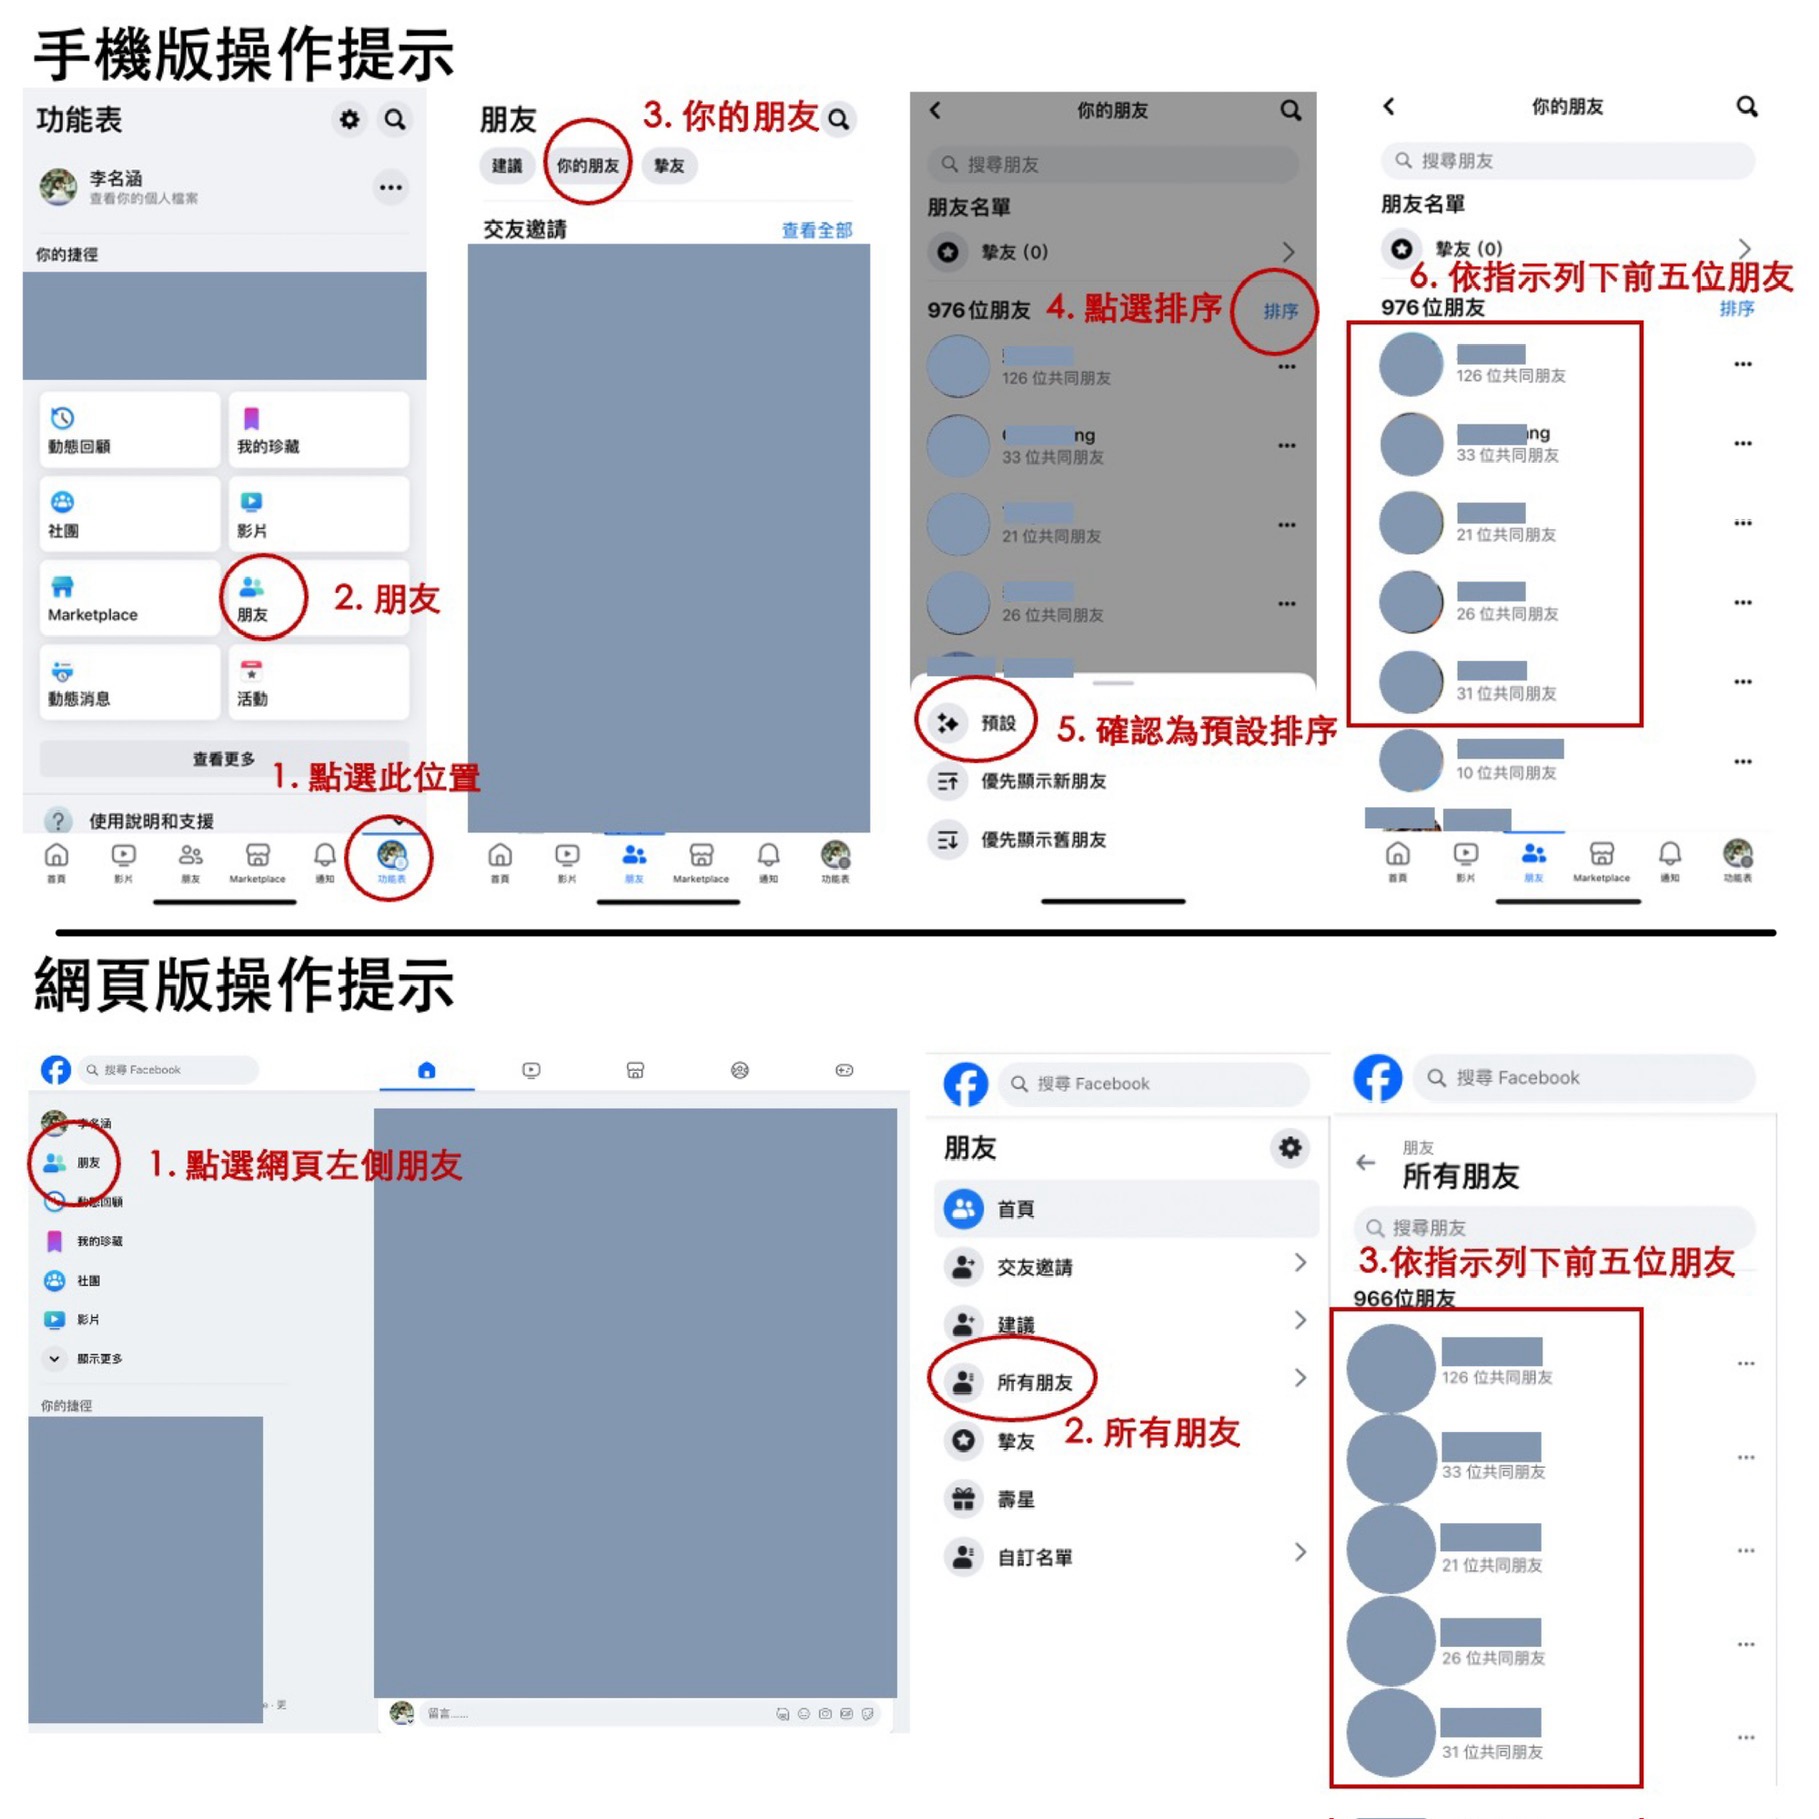 手機版操作提示
功能表
李名涵
查看你的個人檔案
你的捷徑
動態回顧
我的珍藏
社團
影片
Marketplace
朋友
2. 朋友
動態消息
活動
查看更多
1. 點選此位置
使用說明和支援
首頁
影片
朋友
Marketplace
通知
功能表
朋友
3. 你的朋友
建議
你的朋友
摯友
交友邀請
查看全部
首頁
影片
朋友
Marketplace
通知
功能表
你的朋友
搜尋朋友
朋友名單
摯友 (0)
976位朋友
4. 點選排序
排序
126 位共同朋友
ng
33 位共同朋友
21 位共同朋友
26 位共同朋友
預設
5. 確認為預設排序
優先顯示新朋友
優先顯示舊朋友
你的朋友
搜尋朋友
朋友名單
摯友 (0)
6. 依指示列下前五位朋友
976位朋友
排序
126 位共同朋友
ang
33 位共同朋友
21 位共同朋友
26 位共同朋友
31 位共同朋友
10 位共同朋友
首頁
影片
朋友
Marketplace
通知
功能表
網頁版操作提示
搜尋 Facebook
李名涵
朋友
1. 點選網頁左側朋友
動態回顧
我的珍藏
社團
影片
顯示更多
你的捷徑
· 更
留言......
搜尋 Facebook
朋友
首頁
交友邀請
建議
所有朋友
2. 所有朋友
摯友
壽星
自訂名單
搜尋 Facebook
朋友
所有朋友
搜尋朋友
3.依指示列下前五位朋友
966位朋友
126 位共同朋友
33 位共同朋友
21 位共同朋友
26 位共同朋友
31 位共同朋友